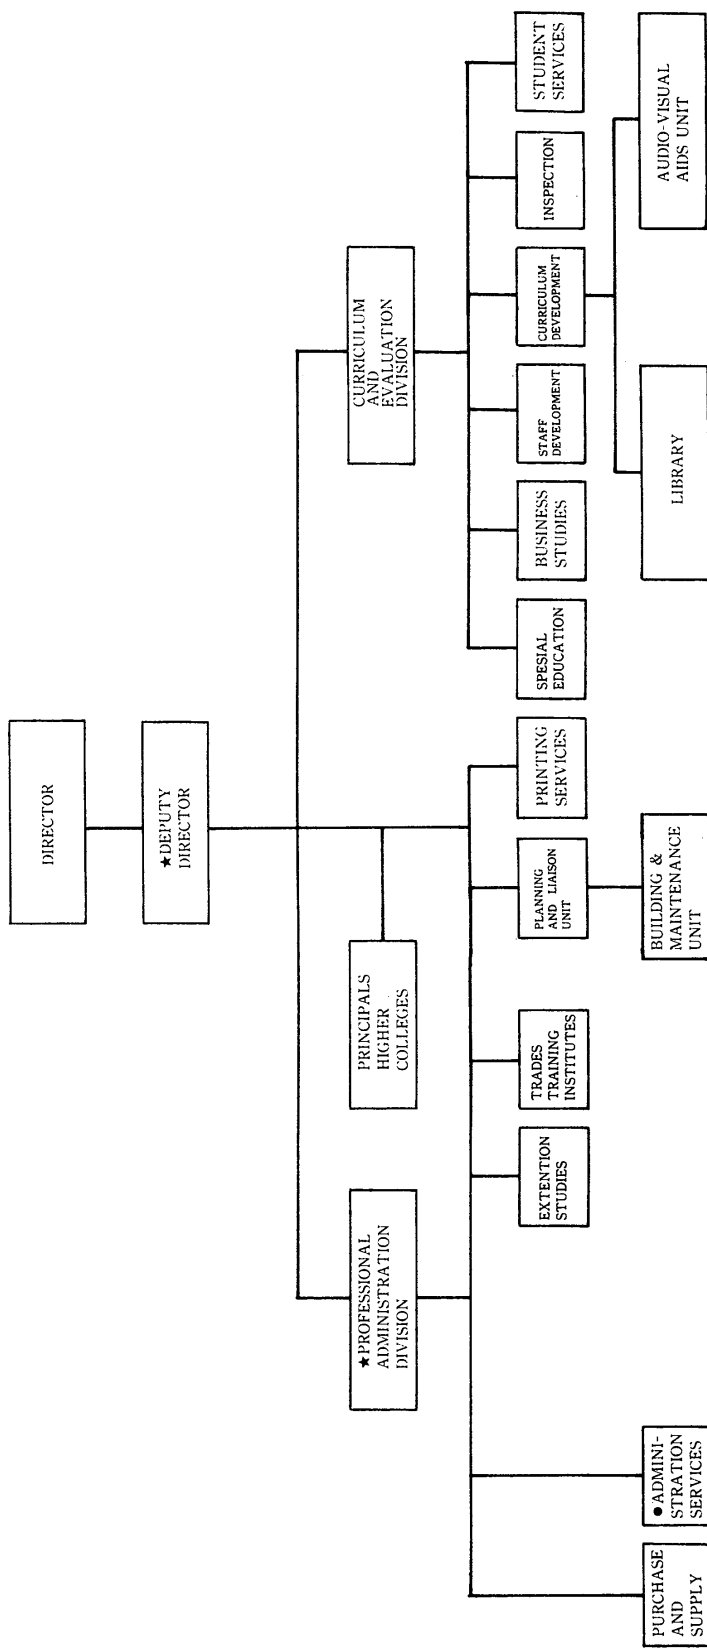 DIRECTOR
★DEPUTY
DIRECTOR
★PROFESSIONAL
ADMINISTRATION
DIVISION
PRINCIPALS
HIGHER
COLLEGES
CURRICULUM
AND
EVALUATION
DIVISION
EXTENTION
STUDIES
TRADES
TRAINING
INSTITUTES
PLANNING
AND LIAISON
UNIT
PRINTING
SERVICES
SPESIAL
EDUCATION
BUSINESS
STUDIES
STAFF
DEVELOPMENT
CURRICULUM
DEVELOPMENT
INSPECTION
STUDENT
SERVICES
PURCHASE
AND
SUPPLY
●ADMINI-
STRATION
SERVICES
BUILDING &
MAINTENANCE
UNIT
LIBRARY
AUDIO-VISUAL
AIDS UNIT